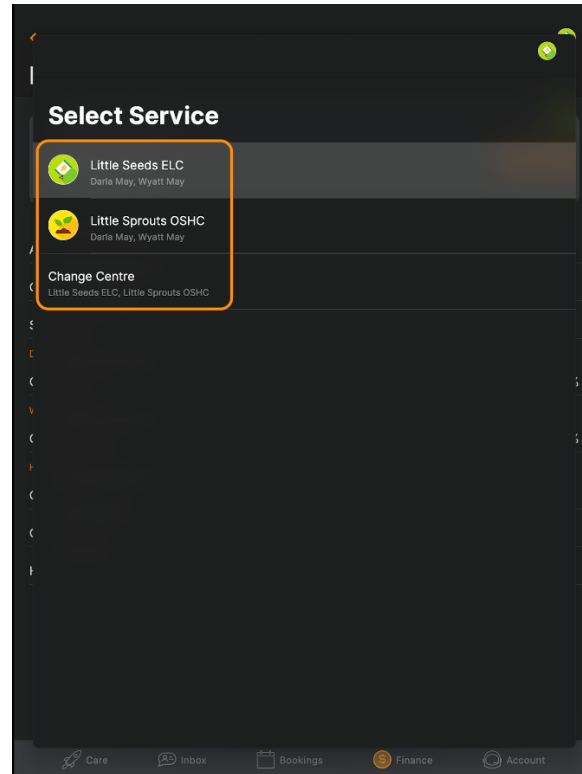 Select Service
Little Seeds ELC
Darla May, Wyatt May
Little Sprouts OSHC
Darla May, Wyatt May
Change Centre
Little Seeds ELC, Little Sprouts OSHC
Care
Inbox
Bookings
Finance
Account